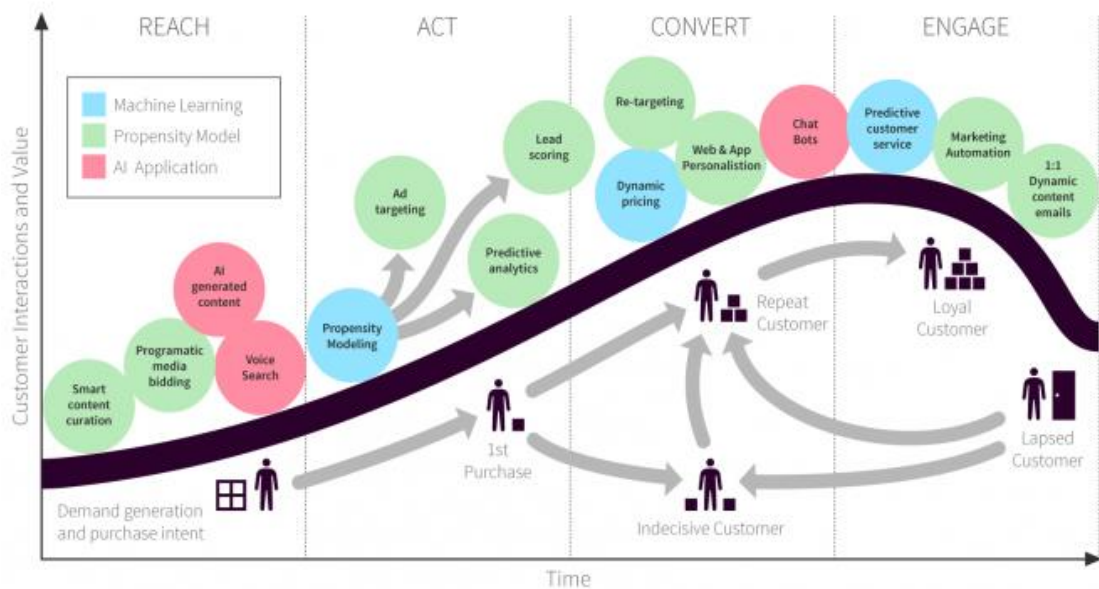 REACH
ACT
CONVERT
ENGAGE
Customer Interactions and Value
Machine Learning
Propensity Model
AI Application
Smart
content
curation
Programatic
media
bidding
AI
generated
content
Voice
Search
Propensity
Modeling
Ad
targeting
Lead
scoring
Predictive
analytics
Re-targeting
Dynamic
pricing
Web & App
Personalistion
Chat
Bots
Predictive
customer
service
Marketing
Automation
1:1
Dynamic
content
emails
Demand generation
and purchase intent
1st
Purchase
Repeat
Customer
Indecisive Customer
Loyal
Customer
Lapsed
Customer
Time